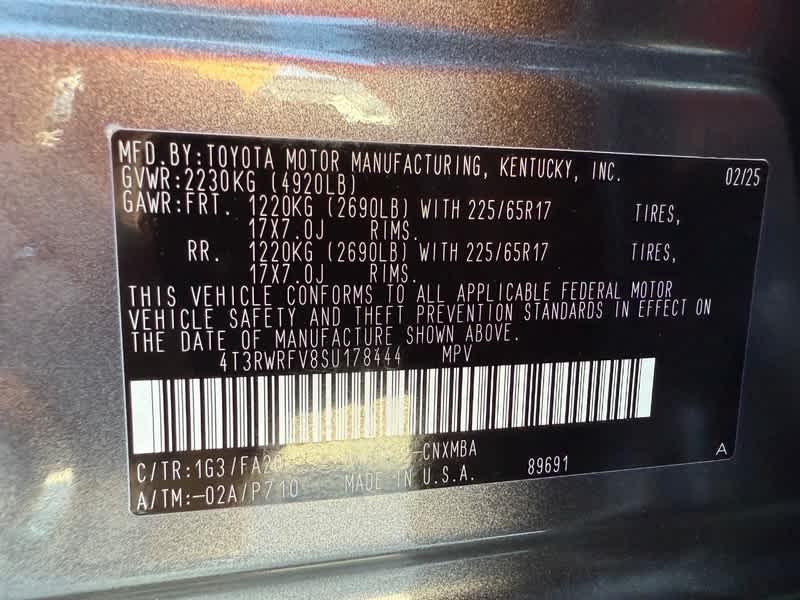 MFD.BY:TOYOTA MOTOR MANUFACTURING, KENTUCKY, INC. 02/25
GVWR:2230KG (4920LB)
GAWR:FRT. 1220KG (2690LB) WITH 225/65R17 TIRES,
17X7.0J RIMS.
RR. 1220KG (2690LB) WITH 225/65R17 TIRES,
17X7.0J RIMS.
THIS VEHICLE CONFORMS TO ALL APPLICABLE FEDERAL MOTOR
VEHICLE SAFETY AND THEFT PREVENTION STANDARDS IN EFFECT ON
THE DATE OF MANUFACTURE SHOWN ABOVE.
4T3RWRFV8SU178444 MPV
-CNXMBA
C/TR:1G3/FA20 A
A/TM:-02A/P710 MADE IN U.S.A. 89691